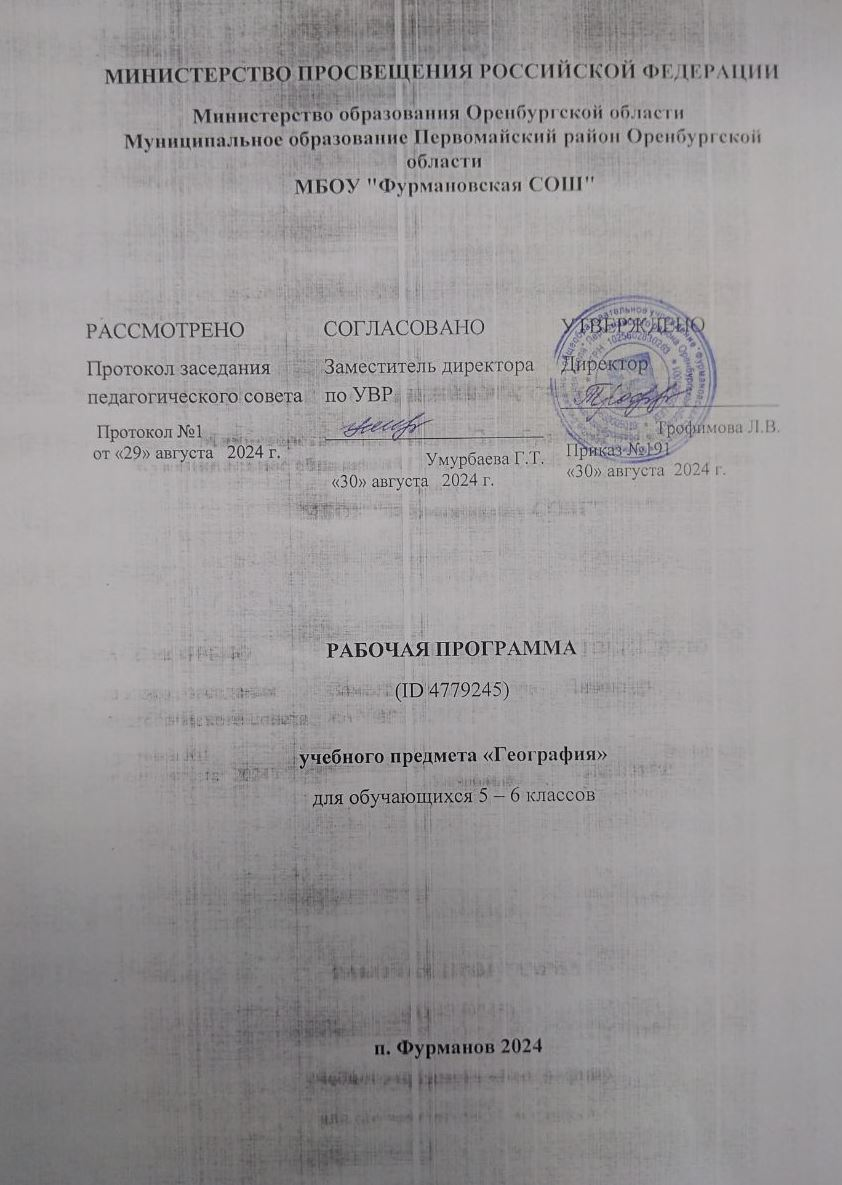 МИНИСТЕРСТВО ПРОСВЕЩЕНИЯ РОССИЙСКОЙ ФЕДЕРАЦИИ
Министерство образования Оренбургской области
Муниципальное образование Первомайский район Оренбургской
области
МБОУ "Фурмановская СОШ"
РАССМОТРЕНО
Протокол заседания
педагогического совета
Протокол №1
от «29» августа 2024 г.
СОГЛАСОВАНО
Заместитель директора
по УВР
Умурбаева Г.Т.
«30» августа 2024 г.
УТВЕРЖДЕНО
Директор
Трофимова Л.В.
Приказ №191
«30» августа 2024 г.
РАБОЧАЯ ПРОГРАММА
(ID 4779245)
учебного предмета «География»
для обучающихся 5 – 6 классов
п. Фурманов 2024